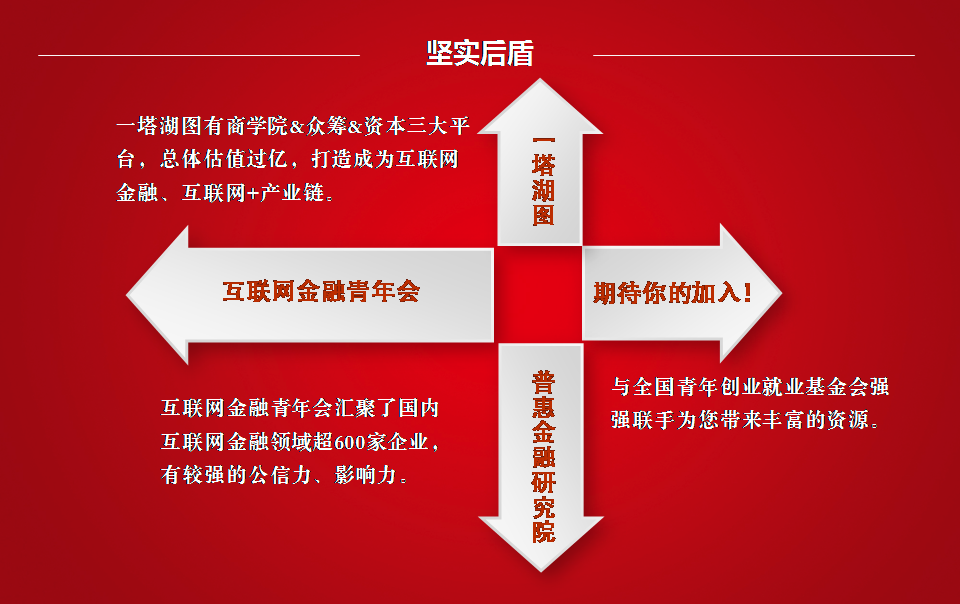 坚实后盾
一塔湖图有商学院&众筹&资本三大平
台，总体估值过亿，打造成为互联网
金融、互联网+产业链。
一塔湖图
互联网金融青年会
期待你的加入！
普惠金融研究院
互联网金融青年会汇聚了国内
互联网金融领域超600家企业，
有较强的公信力、影响力。
与全国青年创业就业基金会强
强联手为您带来丰富的资源。